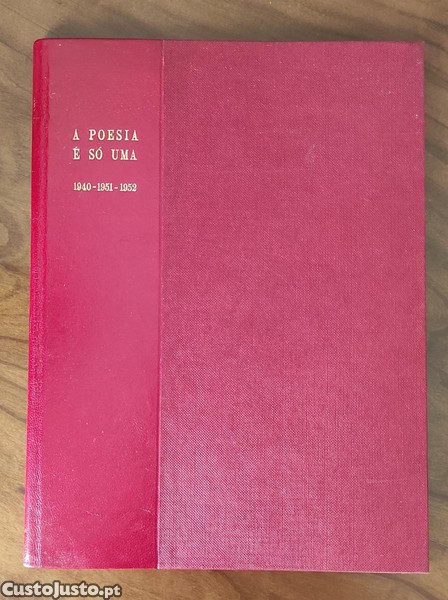 A POESIA
É SÓ UMA
1940-1951-1952
CustoJusto.pt